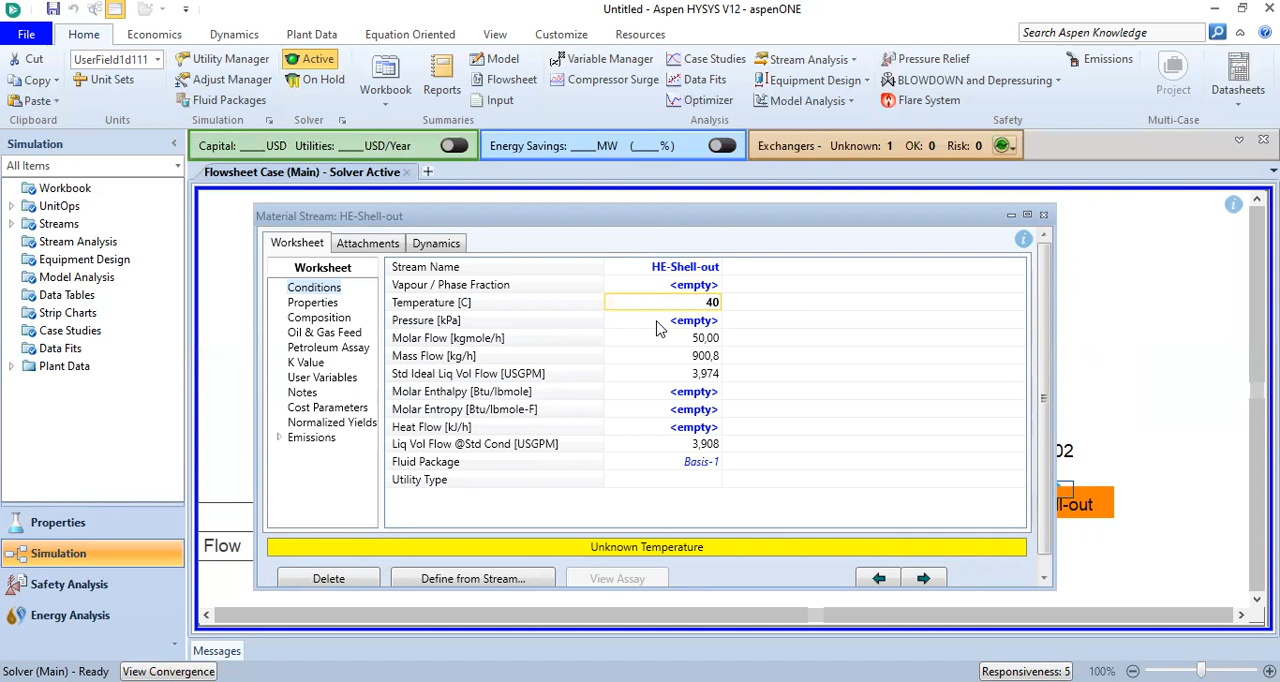 Untitled - Aspen HYSYS V12 - aspenONE
File Home Economics Dynamics Plant Data Equation Oriented View Customize Resources Search Aspen Knowledge
Cut UserField1d111 Utility Manager Active Model Variable Manager Case Studies Stream Analysis Pressure Relief Emissions
Copy Unit Sets Adjust Manager On Hold Workbook Reports Flowsheet Compressor Surge Data Fits Equipment Design BLOWDOWN and Depressuring Project Datasheets
Paste Fluid Packages Input Optimizer Model Analysis Flare System
Clipboard Units Simulation Solver Summaries Analysis Safety Multi-Case
Simulation Capital: ____USD Utilities: ____USD/Year Energy Savings: ____MW (____%) Exchangers - Unknown: 1 OK: 0 Risk: 0
All Items Flowsheet Case (Main) - Solver Active +
Workbook
UnitOps
Streams
Stream Analysis
Equipment Design
Model Analysis
Data Tables
Strip Charts
Case Studies
Data Fits
Plant Data
Properties
Simulation
Safety Analysis
Energy Analysis
Material Stream: HE-Shell-out
Worksheet Attachments Dynamics
Worksheet
Conditions
Properties
Composition
Oil & Gas Feed
Petroleum Assay
K Value
User Variables
Notes
Cost Parameters
Normalized Yields
Emissions
Stream Name HE-Shell-out
Vapour / Phase Fraction <empty>
Temperature [C] 40
Pressure [kPa] <empty>
Molar Flow [kgmole/h] 50,00
Mass Flow [kg/h] 900,8
Std Ideal Liq Vol Flow [USGPM] 3,974
Molar Enthalpy [Btu/lbmole] <empty>
Molar Entropy [Btu/lbmole-F] <empty>
Heat Flow [kJ/h] <empty>
Liq Vol Flow @Std Cond [USGPM] 3,908
Fluid Package Basis-1
Utility Type
Unknown Temperature
Delete Define from Stream... View Assay
Flow
02
ll-out
Messages
Solver (Main) - Ready View Convergence Responsiveness: 5 100%